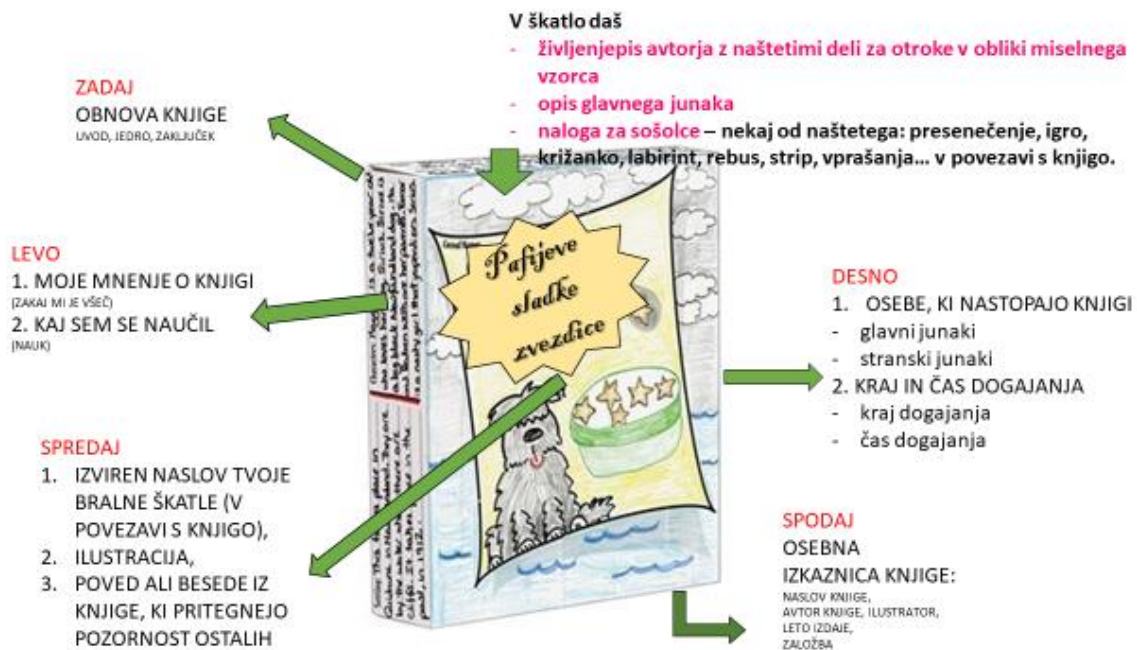 V škatlo daš
- življenjepis avtorja z naštetimi deli za otroke v obliki miselnega
vzorca
- opis glavnega junaka
- naloga za sošolce – nekaj od naštetega: presenečenje, igro,
križanko, labirint, rebus, strip, vprašanja... v povezavi s knjigo.
ZADAJ
OBNOVA KNJIGE
UVOD, JEDRO, ZAKLJUČEK
LEVO
1. MOJE MNENJE O KNJIGI
(ZAKAJ MI JE VŠEČ)
2. KAJ SEM SE NAUČIL
(NAUK)
SPREDAJ
1. IZVIREN NASLOV TVOJE
BRALNE ŠKATLE (V
POVEZAVI S KNJIGO),
2. ILUSTRACIJA,
3. POVED ALI BESEDE IZ
KNJIGE, KI PRITEGNEJO
POZORNOST OSTALIH
Pafijeve
sladke
zvezdice
DESNO
1. OSEBE, KI NASTOPAJO KNJIGI
- glavni junaki
- stranski junaki
2. KRAJ IN ČAS DOGAJANJA
- kraj dogajanja
- čas dogajanja
SPODAJ
OSEBNA
IZKAZNICA KNJIGE:
NASLOV KNJIGE,
AVTOR KNJIGE, ILUSTRATOR,
LETO IZDAJE,
ZALOŽBA